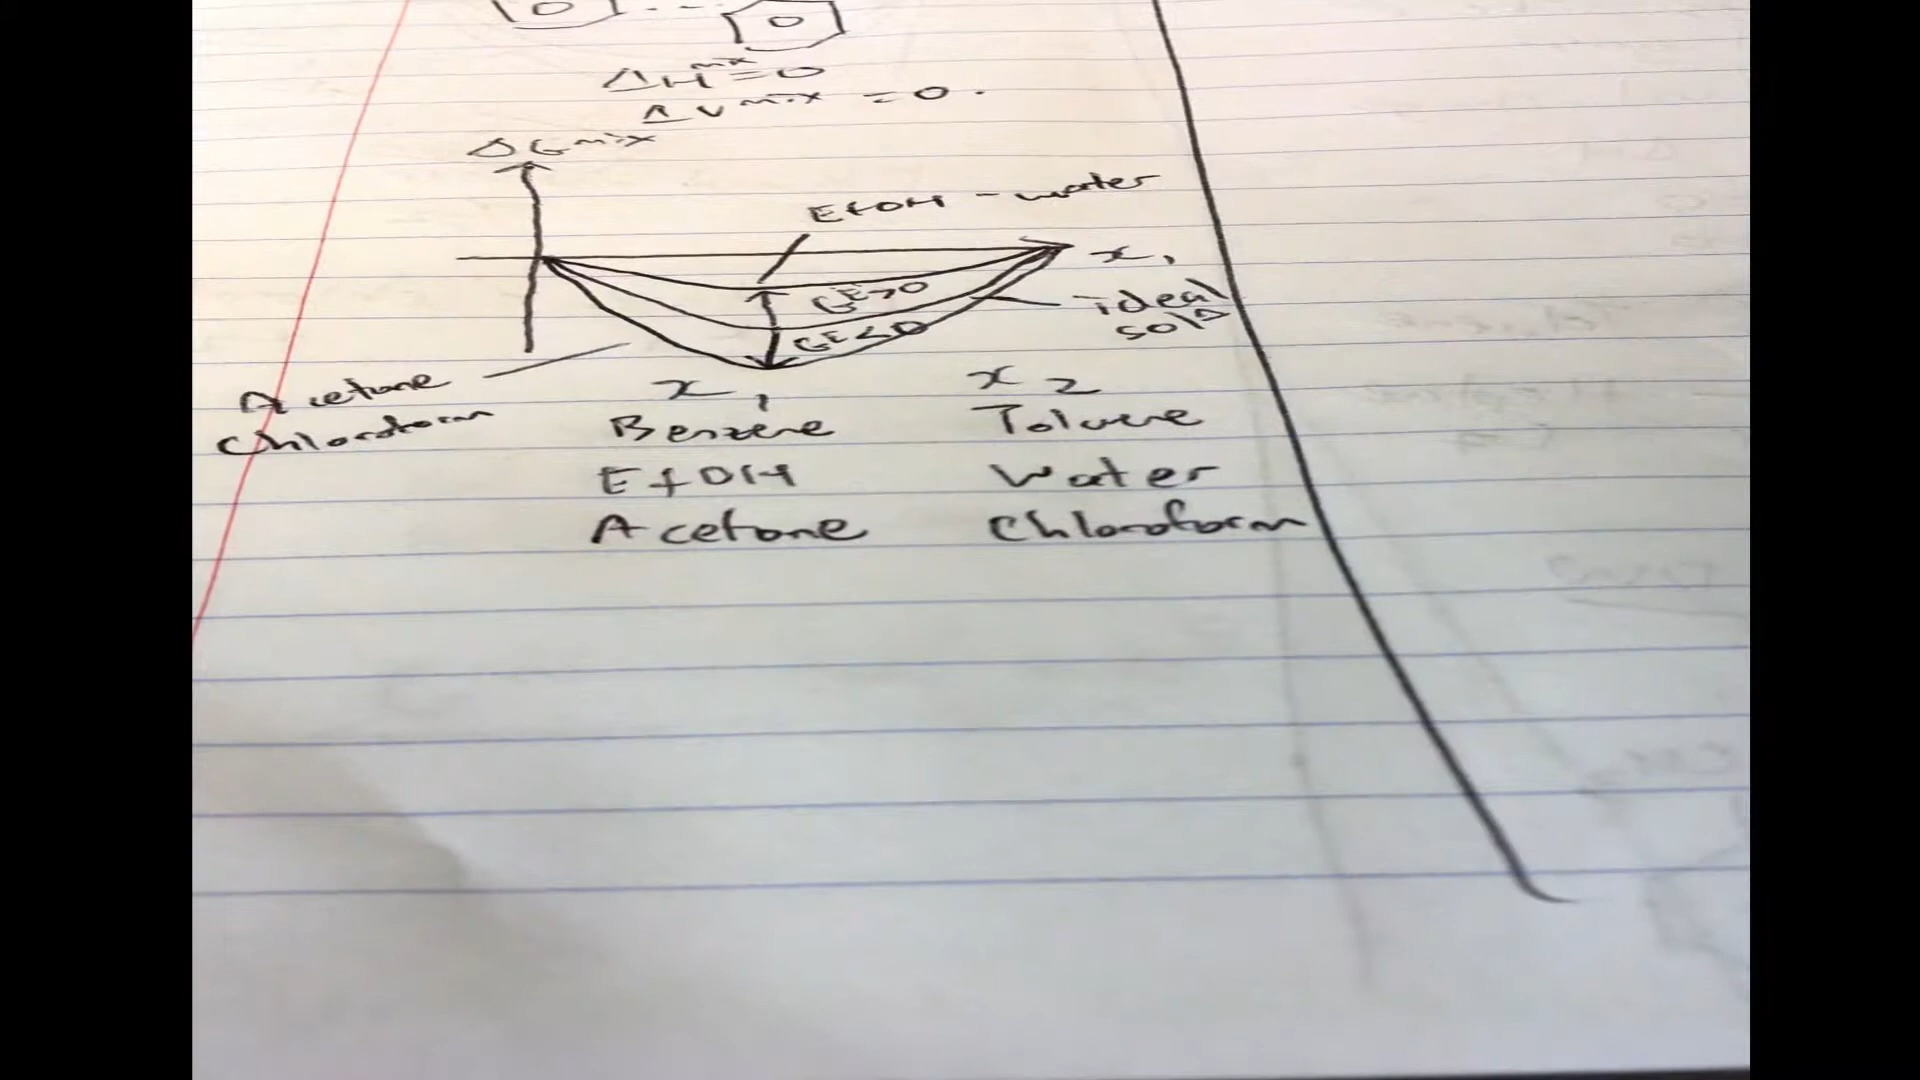 ΔH^mix = 0
ΔV^mix = 0.
ΔG^mix
EtOH - water
x₁
G^E>0
ideal
sol^n
G^E<0
Acetone
Chloroform
x₁ x₂
Benzene Toluene
EtOH Water
Acetone Chloroform